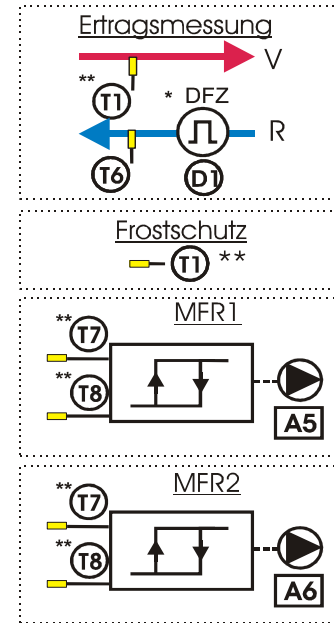 Ertragsmessung
V
**
T1
* DFZ
R
T6
D1
Frostschutz
T1 **
MFR1
** T7
** T8
A5
MFR2
** T7
** T8
A6